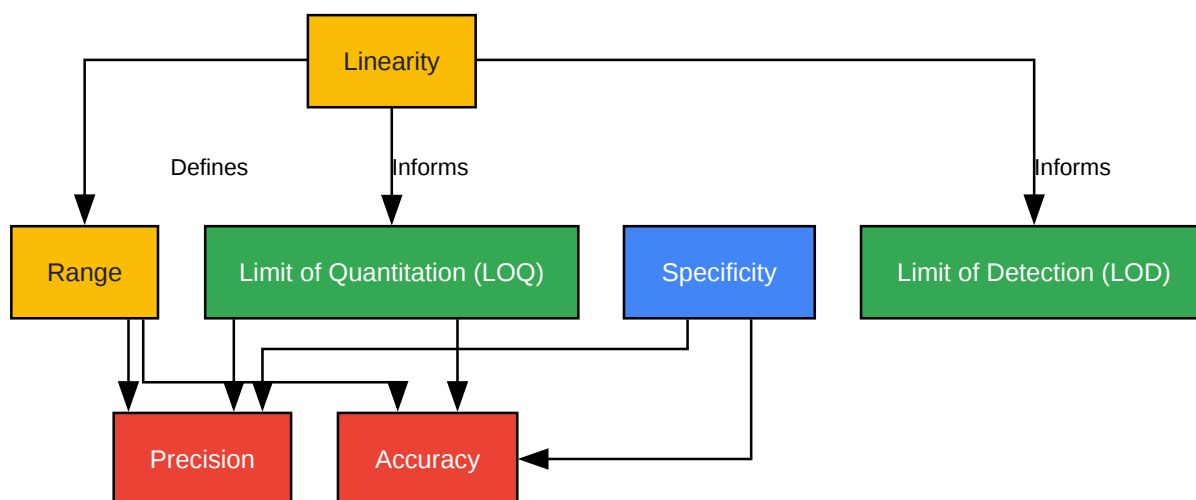 Linearity
Defines
Informs
Informs
Range
Limit of Quantitation (LOQ)
Specificity
Limit of Detection (LOD)
Precision
Accuracy